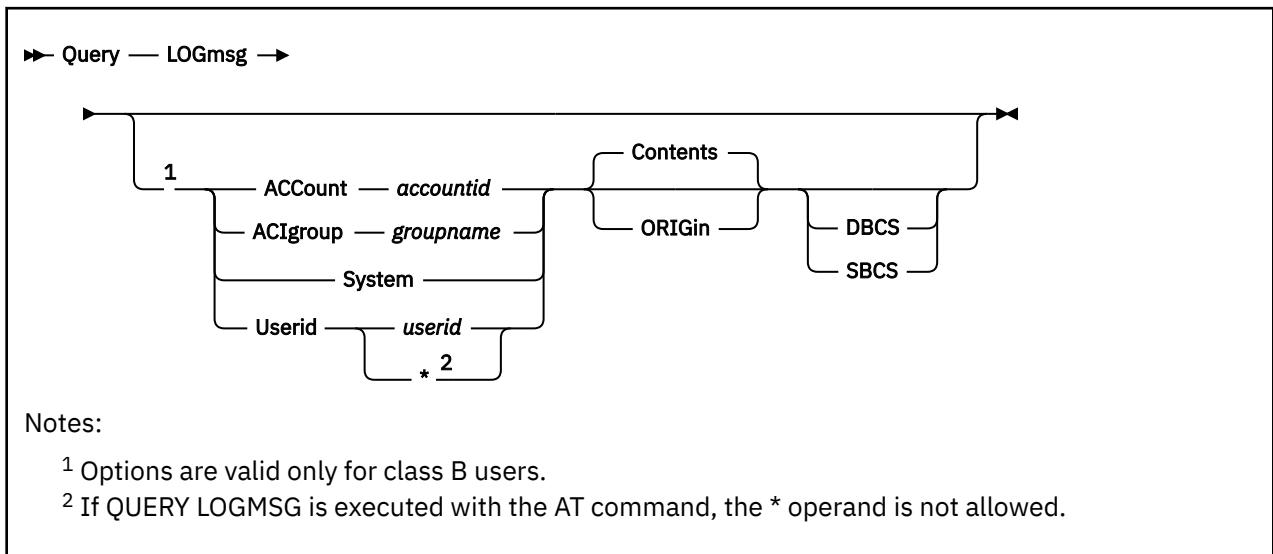 Query LOGmsg
1 ACCount accountid Contents
ACIgroup groupname ORIGin DBCS
System SBCS
Userid userid
* 2
Notes:
1 Options are valid only for class B users.
2 If QUERY LOGMSG is executed with the AT command, the * operand is not allowed.